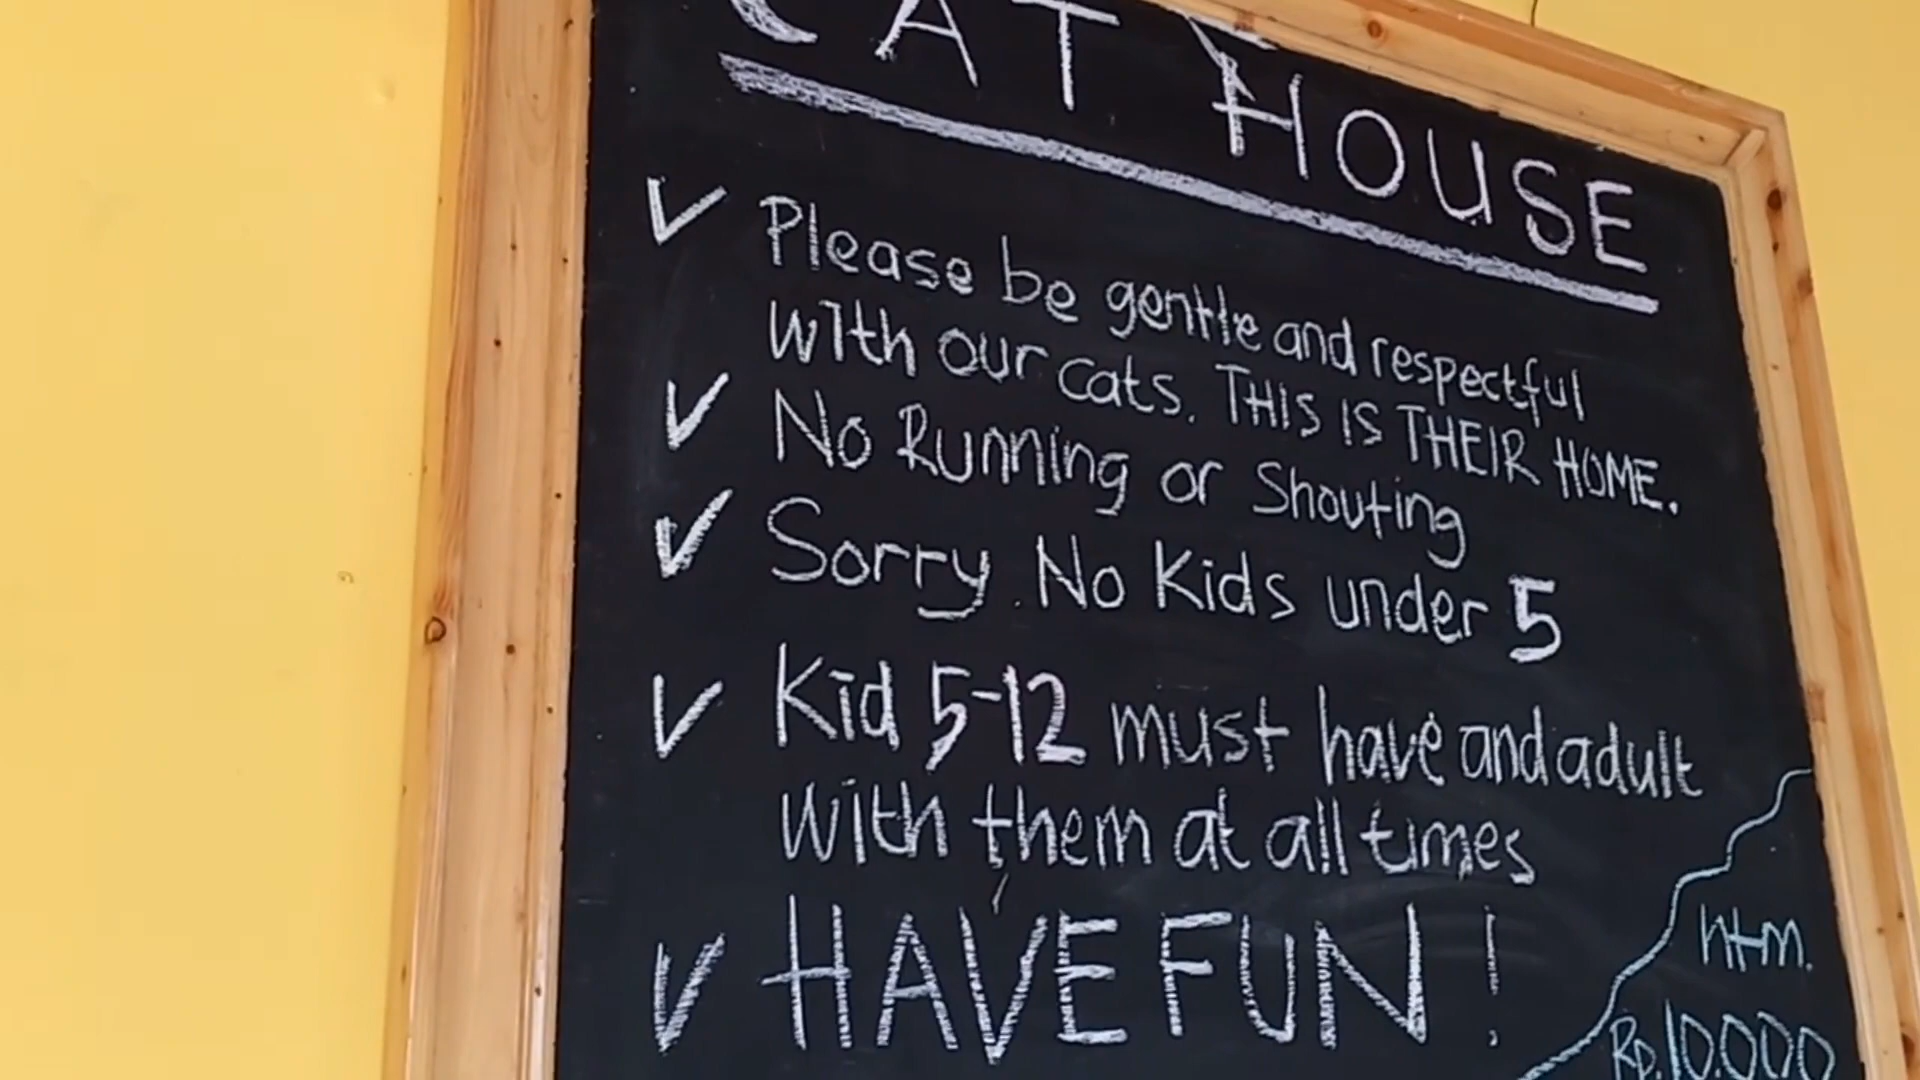 CAT HOUSE
✓ Please be gentle and respectful
with our cats. THIS IS THEIR HOME.
✓ No Running or Shouting
✓ Sorry. No Kids under 5
✓ Kid 5-12 must have and adult
with them at all times
✓ HAVE FUN !
htm.
Rp.10.000